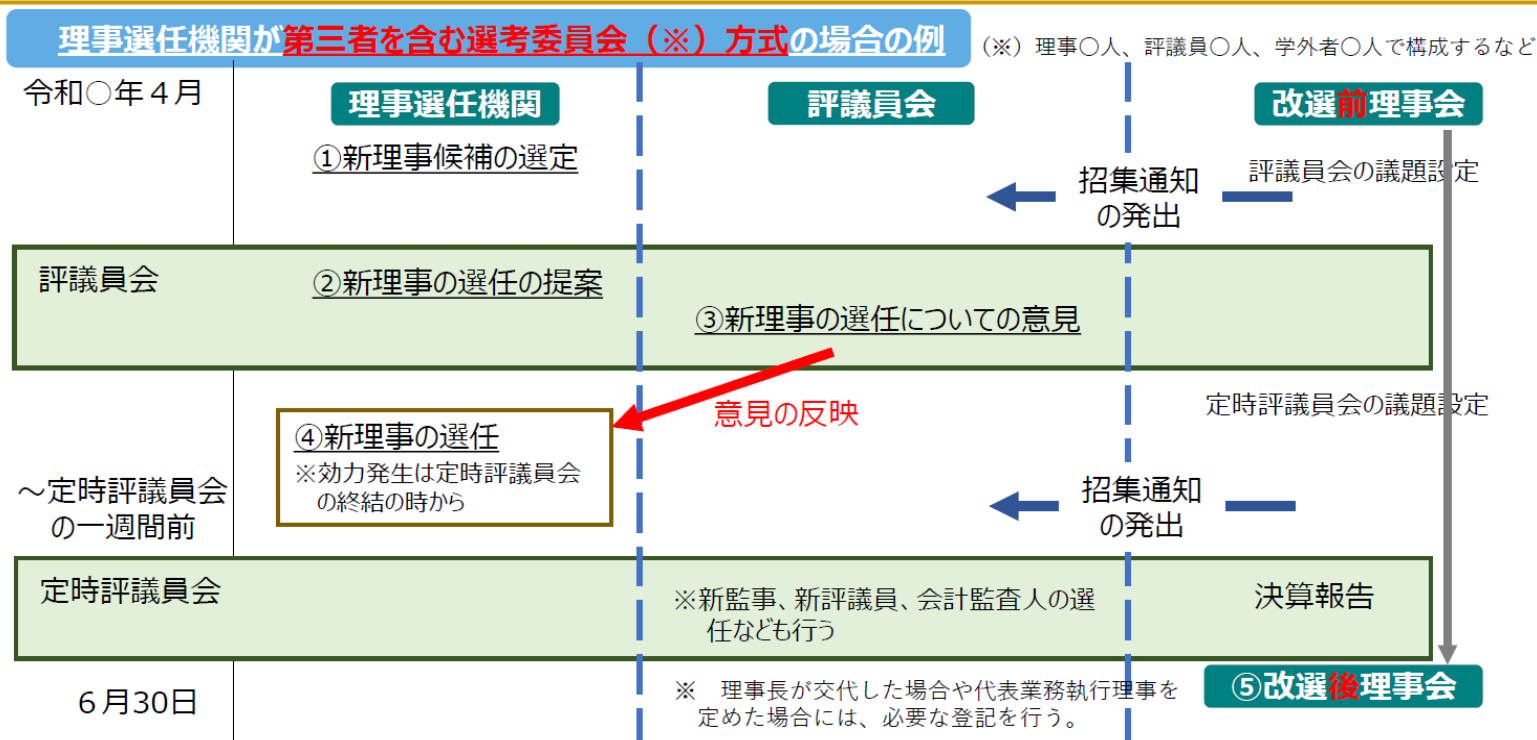 理事選任機関が第三者を含む選考委員会（※）方式の場合の例
（※）理事○人、評議員○人、学外者○人で構成するなど
令和○年４月
理事選任機関
評議員会
改選前理事会
①新理事候補の選定
評議員会の議題設定
招集通知
の発出
評議員会
②新理事の選任の提案
③新理事の選任についての意見
意見の反映
定時評議員会の議題設定
④新理事の選任
※効力発生は定時評議員会
の終結の時から
～定時評議員会
の一週間前
招集通知
の発出
定時評議員会
※新監事、新評議員、会計監査人の選
任なども行う
決算報告
６月30日
※　理事長が交代した場合や代表業務執行理事を
定めた場合には、必要な登記を行う。
⑤改選後理事会